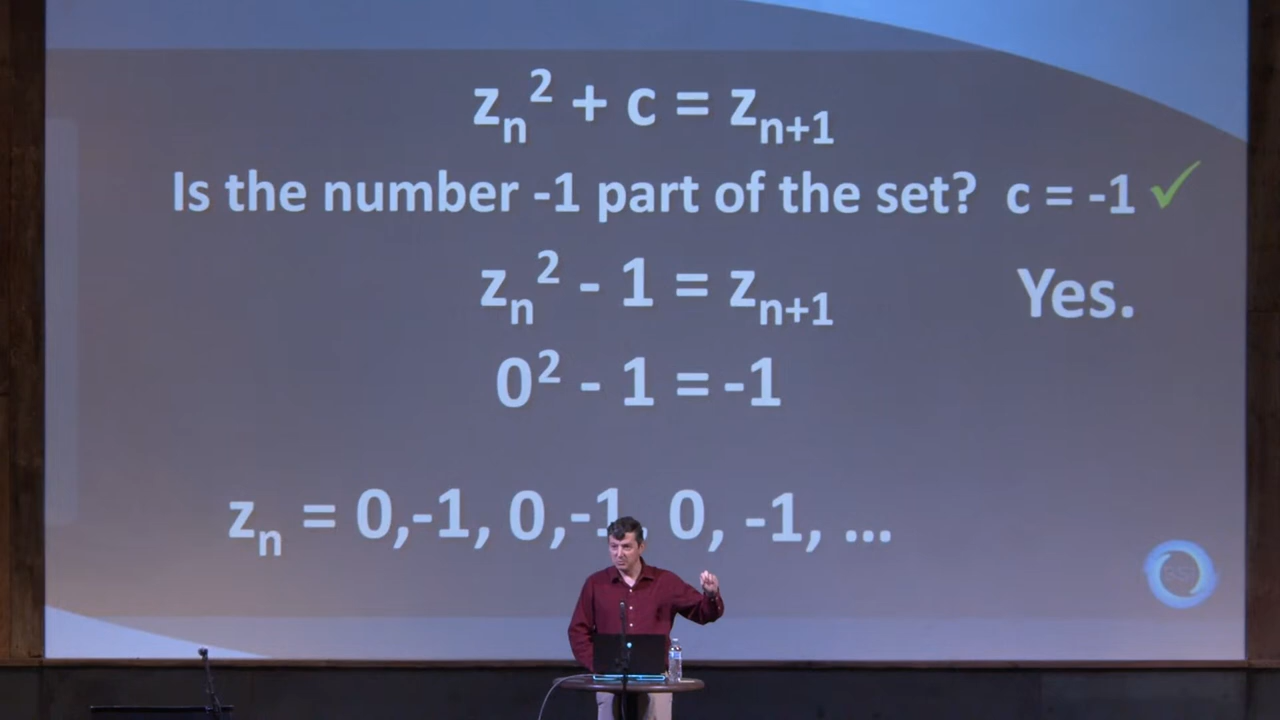 zₙ² + c = zₙ₊₁
Is the number -1 part of the set? c = -1 ✓
zₙ² - 1 = zₙ₊₁ Yes.
0² - 1 = -1
zₙ = 0,-1, 0,-1, 0, -1, ...
SSI